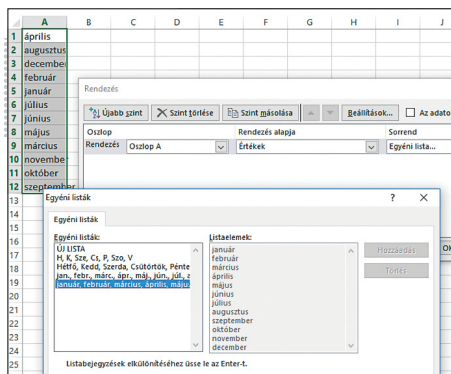 A B C D E F G H I J
1 április
2 augusztus
3 december
4 február
5 január
6 július
7 június
8 május
9 március
10 november
11 október
12 szeptember
13
14
15
16
17
18
19
20
21
22
23
24
25
Rendezés
Újabb szint Szint törlése Szint másolása Beállítások... Az adato
Oszlop Rendezés alapja Sorrend
Rendezés Oszlop A Értékek Egyéni lista...
OK
Egyéni listák ? ×
Egyéni listák
Egyéni listák: Listaelemek:
ÚJ LISTA
H, K, Sze, Cs, P, Szo, V
Hétfő, Kedd, Szerda, Csütörtök, Pénte
jan., febr., márc., ápr., máj., jún., júl., a
január, február, március, április, május
január
február
március
április
május
június
július
augusztus
szeptember
október
november
december
Hozzáadás
Törlés
Listabejegyzések elkülönítéséhez üsse le az Enter-t.